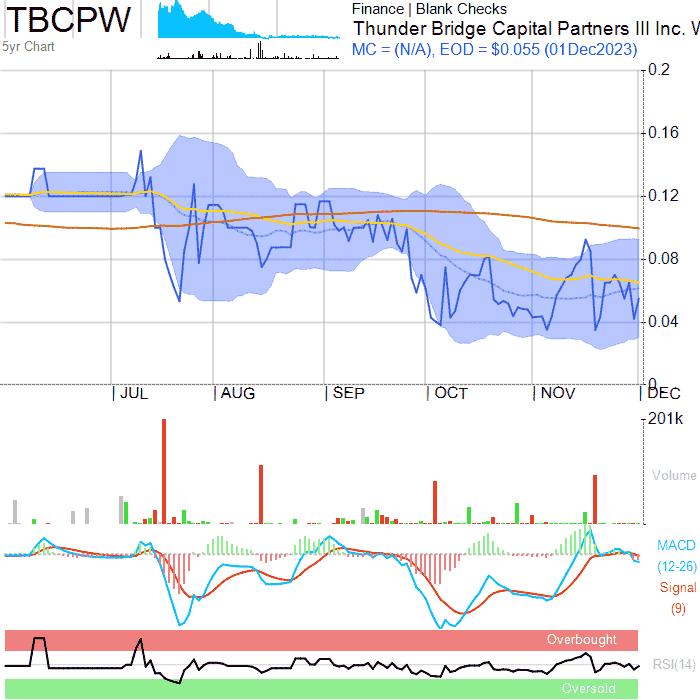 TBCPW
5yr Chart
Finance | Blank Checks
Thunder Bridge Capital Partners III Inc. W
MC = (N/A), EOD = $0.055 (01Dec2023)
0.2
0.16
0.12
0.08
0.04
0
JUL AUG SEP OCT NOV DEC
201k
Volume
MACD
(12-26)
Signal
(9)
Overbought
RSI(14)
Oversold